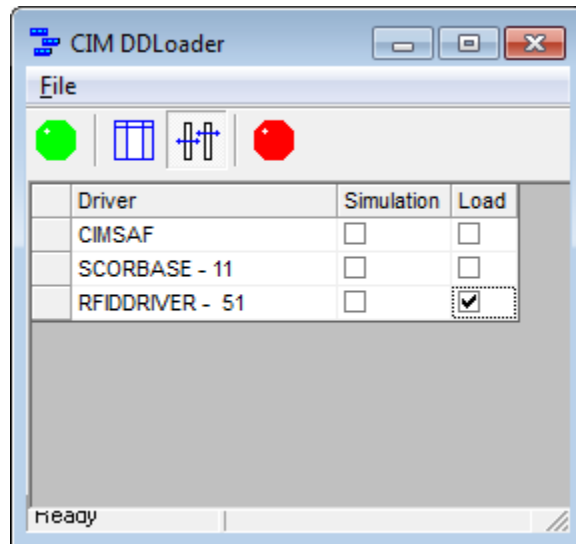 CIM DDLoader
File
Driver Simulation Load
CIMSAF
SCORBASE - 11
RFIDDRIVER - 51
Ready